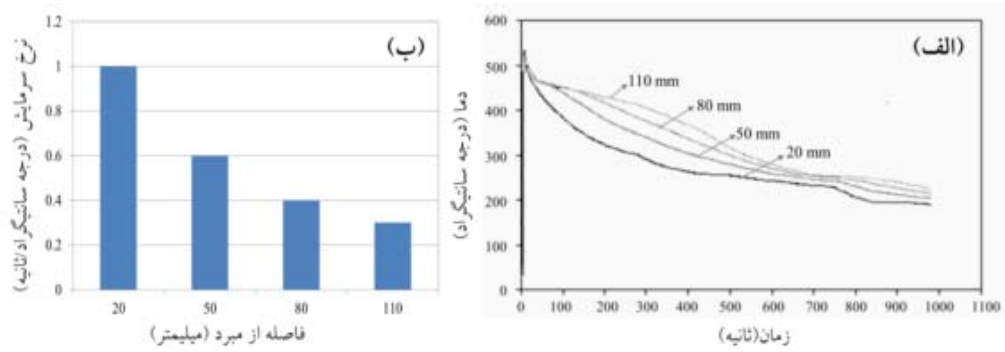 (الف)
دما (درجه سانتیگراد)
600
500
400
300
200
100
0
110 mm
80 mm
50 mm
20 mm
0 100 200 300 400 500 600 700 800 900 1000 1100
زمان(ثانیه)
(ب)
نرخ سرمایش (درجه سانتیگراد/ثانیه)
1.2
1
0.8
0.6
0.4
0.2
0
20 50 80 110
فاصله از مبرد (میلیمتر)